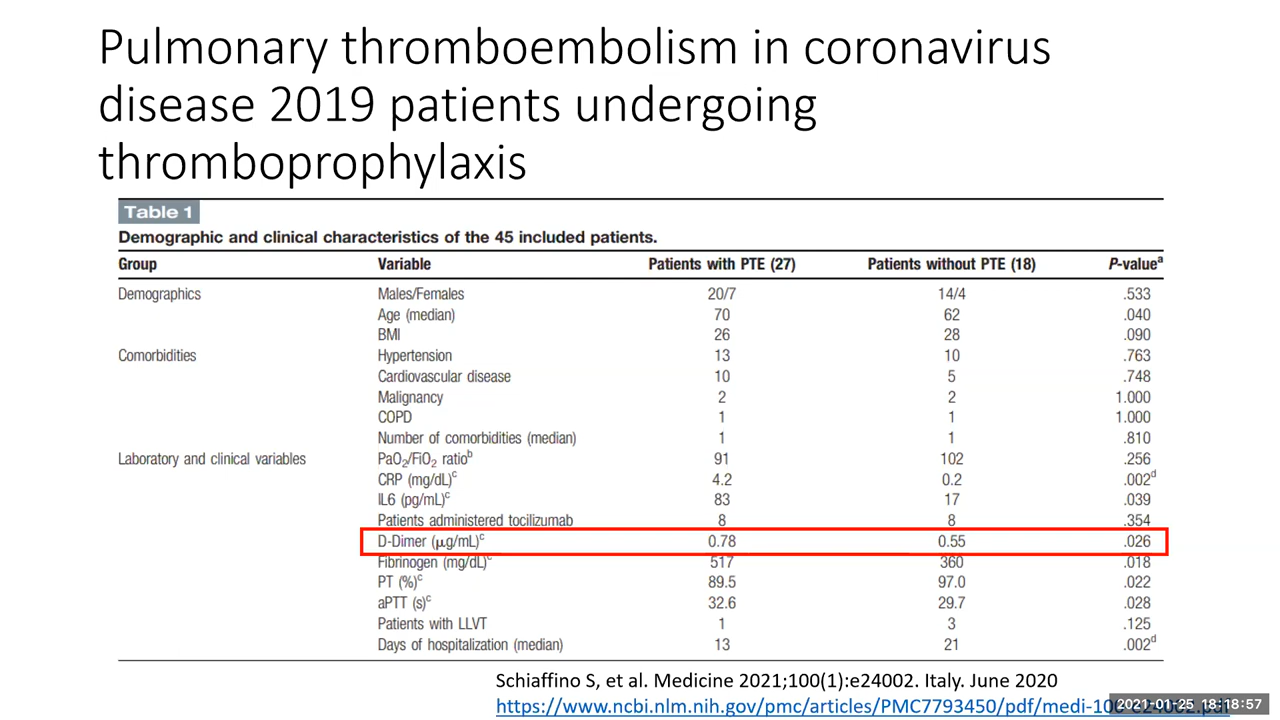 Pulmonary thromboembolism in coronavirus
disease 2019 patients undergoing
thromboprophylaxis
Table 1
Demographic and clinical characteristics of the 45 included patients.
Group Variable Patients with PTE (27) Patients without PTE (18) P-valueᵃ
Demographics Males/Females 20/7 14/4 .533
Age (median) 70 62 .040
BMI 26 28 .090
Comorbidities Hypertension 13 10 .763
Cardiovascular disease 10 5 .748
Malignancy 2 2 1.000
COPD 1 1 1.000
Number of comorbidities (median) 1 1 .810
Laboratory and clinical variables PaO₂/FiO₂ ratioᵇ 91 102 .256
CRP (mg/dL)ᶜ 4.2 0.2 .002ᵈ
IL6 (pg/mL)ᶜ 83 17 .039
Patients administered tocilizumab 8 8 .354
D-Dimer (μg/mL)ᶜ 0.78 0.55 .026
Fibrinogen (mg/dL)ᶜ 517 360 .018
PT (%)ᶜ 89.5 97.0 .022
aPTT (s)ᶜ 32.6 29.7 .028
Patients with LLVT 1 3 .125
Days of hospitalization (median) 13 21 .002ᵈ
Schiaffino S, et al. Medicine 2021;100(1):e24002. Italy. June 2020
https://www.ncbi.nlm.nih.gov/pmc/articles/PMC7793450/pdf/medi-10
2021-01-25 18:18:57